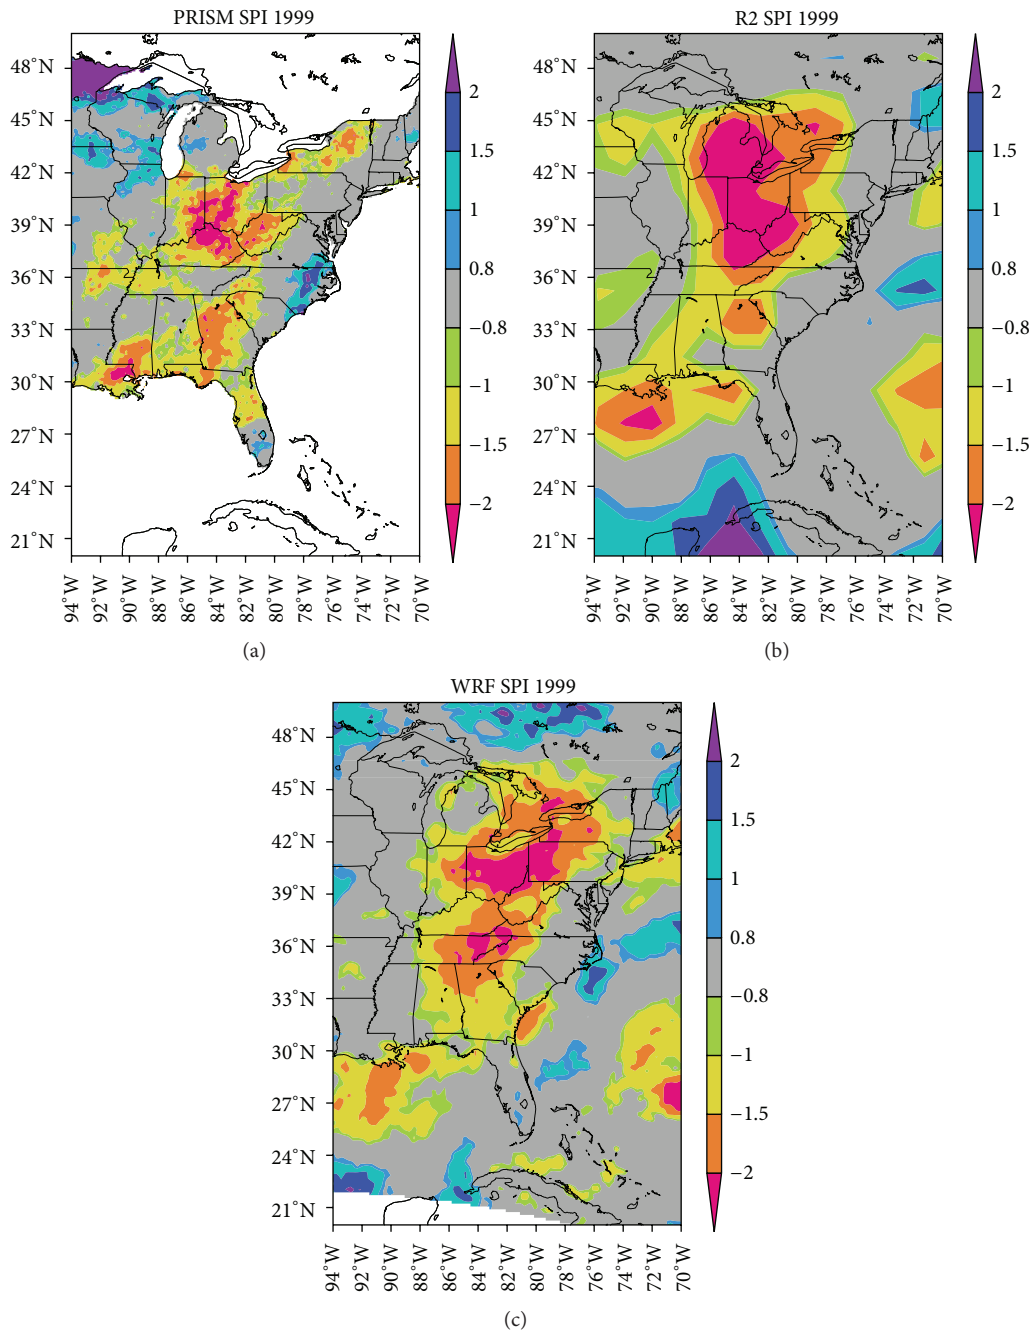 PRISM SPI 1999
48°N
45°N
42°N
39°N
36°N
33°N
30°N
27°N
24°N
21°N
94°W
92°W
90°W
88°W
86°W
84°W
82°W
80°W
78°W
76°W
74°W
72°W
70°W
2
1.5
1
0.8
−0.8
−1
−1.5
−2
(a)
R2 SPI 1999
48°N
45°N
42°N
39°N
36°N
33°N
30°N
27°N
24°N
21°N
94°W
92°W
90°W
88°W
86°W
84°W
82°W
80°W
78°W
76°W
74°W
72°W
70°W
2
1.5
1
0.8
−0.8
−1
−1.5
−2
(b)
WRF SPI 1999
48°N
45°N
42°N
39°N
36°N
33°N
30°N
27°N
24°N
21°N
94°W
92°W
90°W
88°W
86°W
84°W
82°W
80°W
78°W
76°W
74°W
72°W
70°W
2
1.5
1
0.8
−0.8
−1
−1.5
−2
(c)